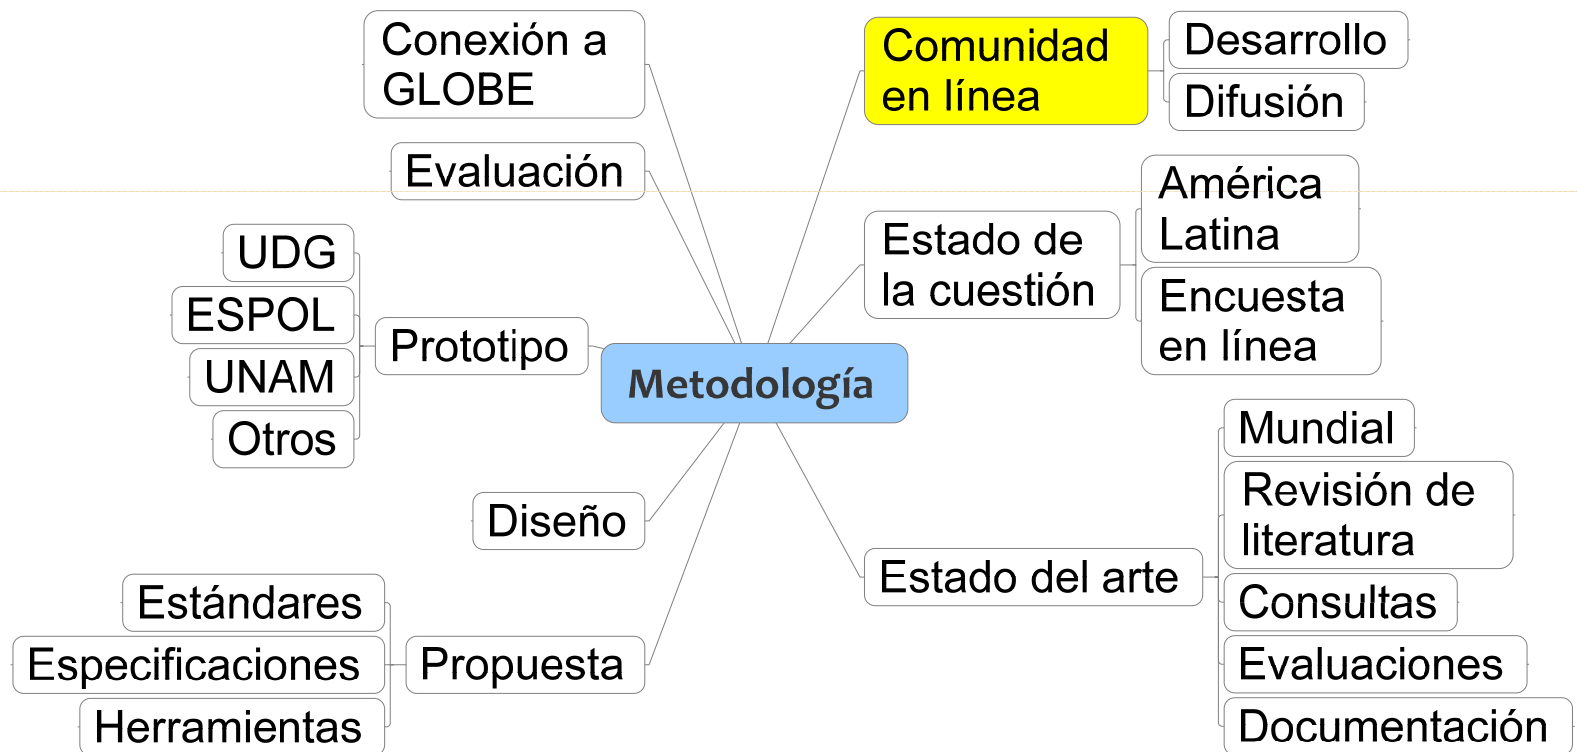 Metodología
Comunidad
en línea
Desarrollo
Difusión
Estado de
la cuestión
América
Latina
Encuesta
en línea
Estado del arte
Mundial
Revisión de
literatura
Consultas
Evaluaciones
Documentación
Propuesta
Estándares
Especificaciones
Herramientas
Diseño
Prototipo
UDG
ESPOL
UNAM
Otros
Evaluación
Conexión a
GLOBE